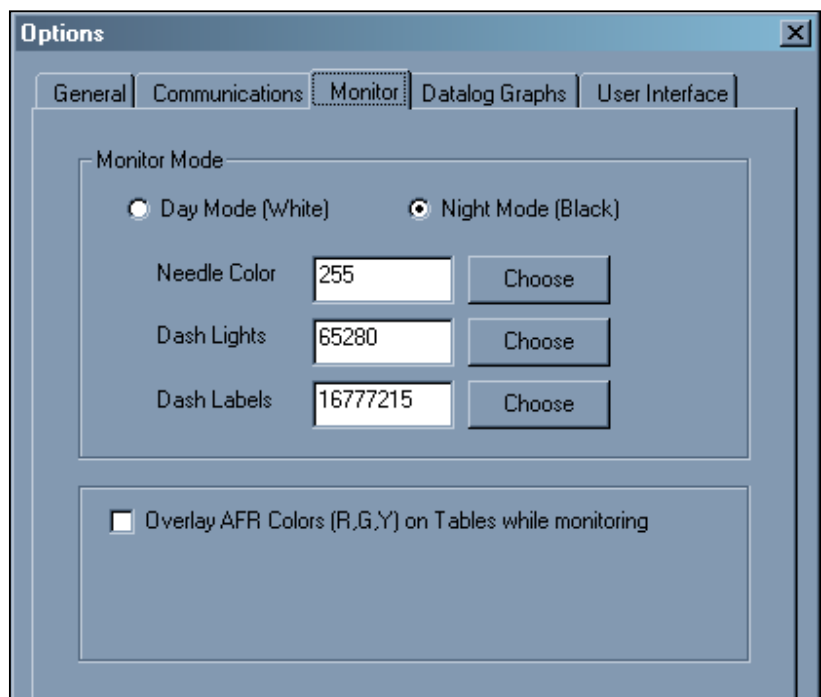 Options
General Communications Monitor Datalog Graphs User Interface
Monitor Mode
Day Mode (White) Night Mode (Black)
Needle Color 255 Choose
Dash Lights 65280 Choose
Dash Labels 16777215 Choose
Overlay AFR Colors (R,G,Y) on Tables while monitoring